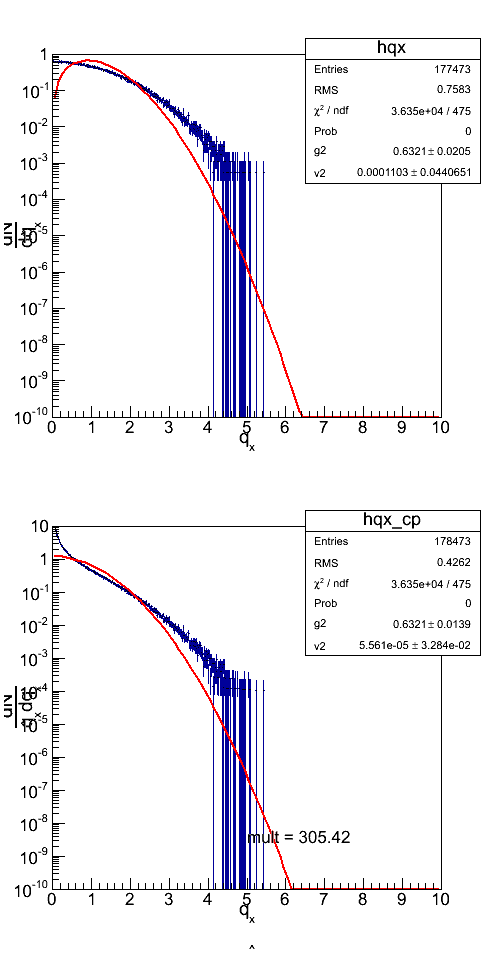 hqx
Entries 177473
RMS 0.7583
χ² / ndf 3.635e+04 / 475
Prob 0
g2 0.6321 ± 0.0205
v2 0.0001103 ± 0.0440651
1
10⁻¹
10⁻²
10⁻³
10⁻⁴
10⁻⁵
10⁻⁶
10⁻⁷
10⁻⁸
10⁻⁹
10⁻¹⁰
0 1 2 3 4 5 6 7 8 9 10
qₓ
hqx_cp
Entries 178473
RMS 0.4262
χ² / ndf 3.635e+04 / 475
Prob 0
g2 0.6321 ± 0.0139
v2 5.561e-05 ± 3.284e-02
10
1
10⁻¹
10⁻²
10⁻³
10⁻⁴
10⁻⁵
10⁻⁶
10⁻⁷
10⁻⁸
10⁻⁹
10⁻¹⁰
mult = 305.42
0 1 2 3 4 5 6 7 8 9 10
qₓ